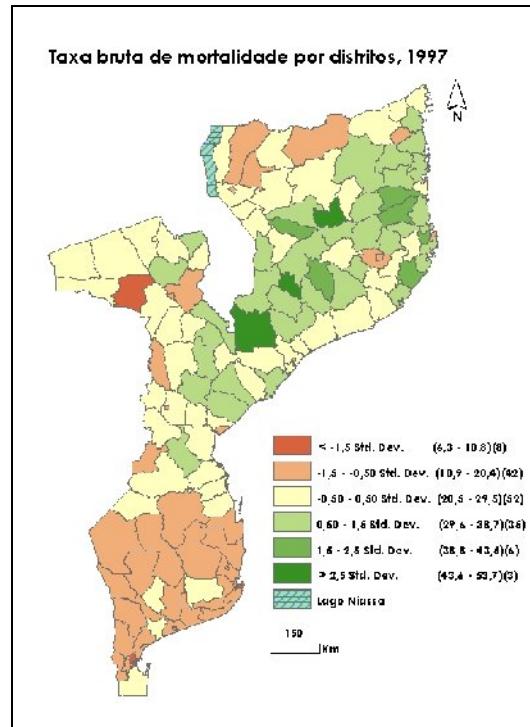 Taxa bruta de mortalidade por distritos, 1997
N
< -1,5 Std. Dev. (6,3 - 10.8)(8)
-1,5 - -0,50 Std. Dev. (10,9 - 20,4)(42)
-0,50 - 0,50 Std. Dev. (20,5 - 29,5)(52)
0,50 - 1,5 Std. Dev. (29,6 - 38,7)(36)
1,5 - 2,5 Std. Dev. (38,8 - 43,6)(6)
> 2,5 Std. Dev. (43,6 - 53,7)(3)
Lago Niassa
150
Km